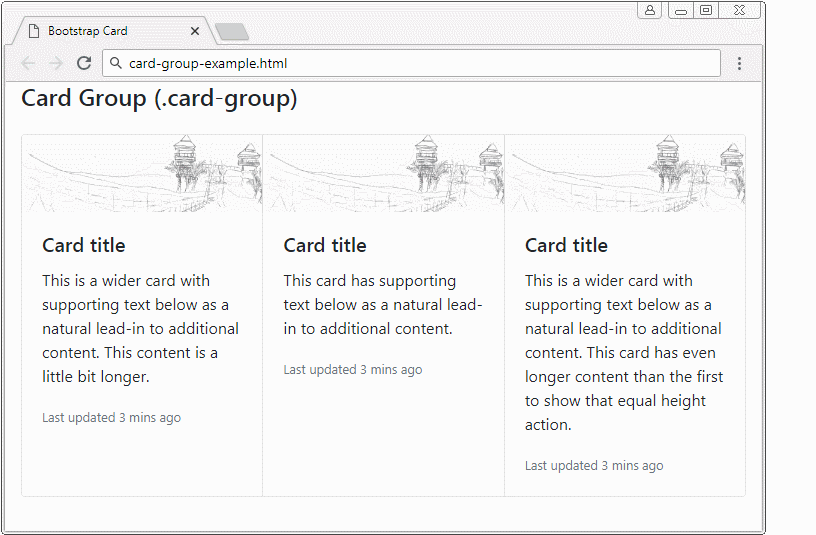 Bootstrap Card
card-group-example.html
Card Group (.card-group)
Card title
This is a wider card with
supporting text below as a
natural lead-in to additional
content. This content is a
little bit longer.
Last updated 3 mins ago
Card title
This card has supporting
text below as a natural lead-
in to additional content.
Last updated 3 mins ago
Card title
This is a wider card with
supporting text below as a
natural lead-in to additional
content. This card has even
longer content than the first
to show that equal height
action.
Last updated 3 mins ago